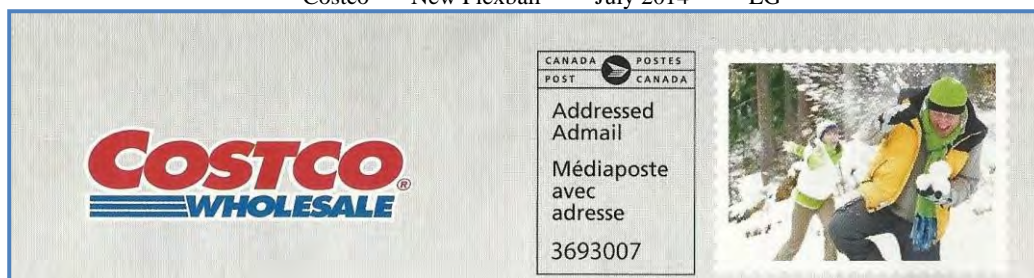 Costco New Flexball July 2014 LG
COSTCO®
WHOLESALE
CANADA POSTES
POST CANADA
Addressed
Admail
Médiaposte
avec
adresse
3693007